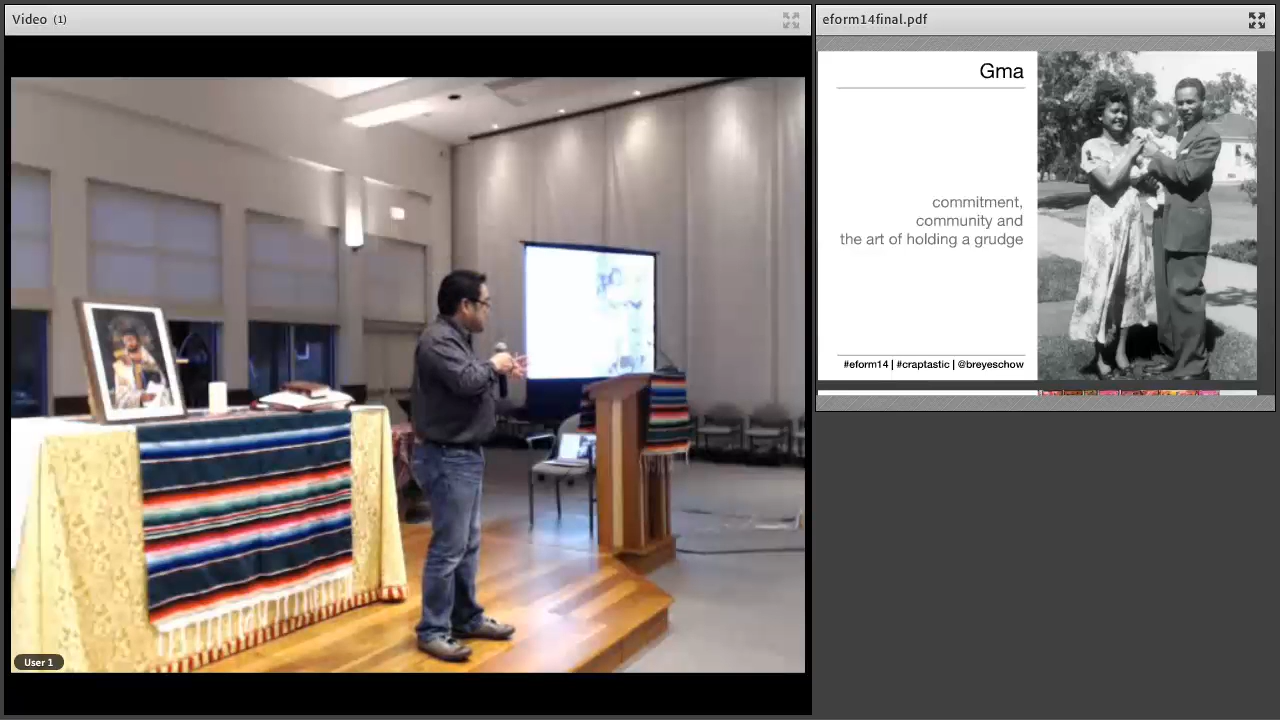 Video (1)
User 1
eform14final.pdf
Gma
commitment,
community and
the art of holding a grudge
#eform14 | #craptastic | @breyeschow